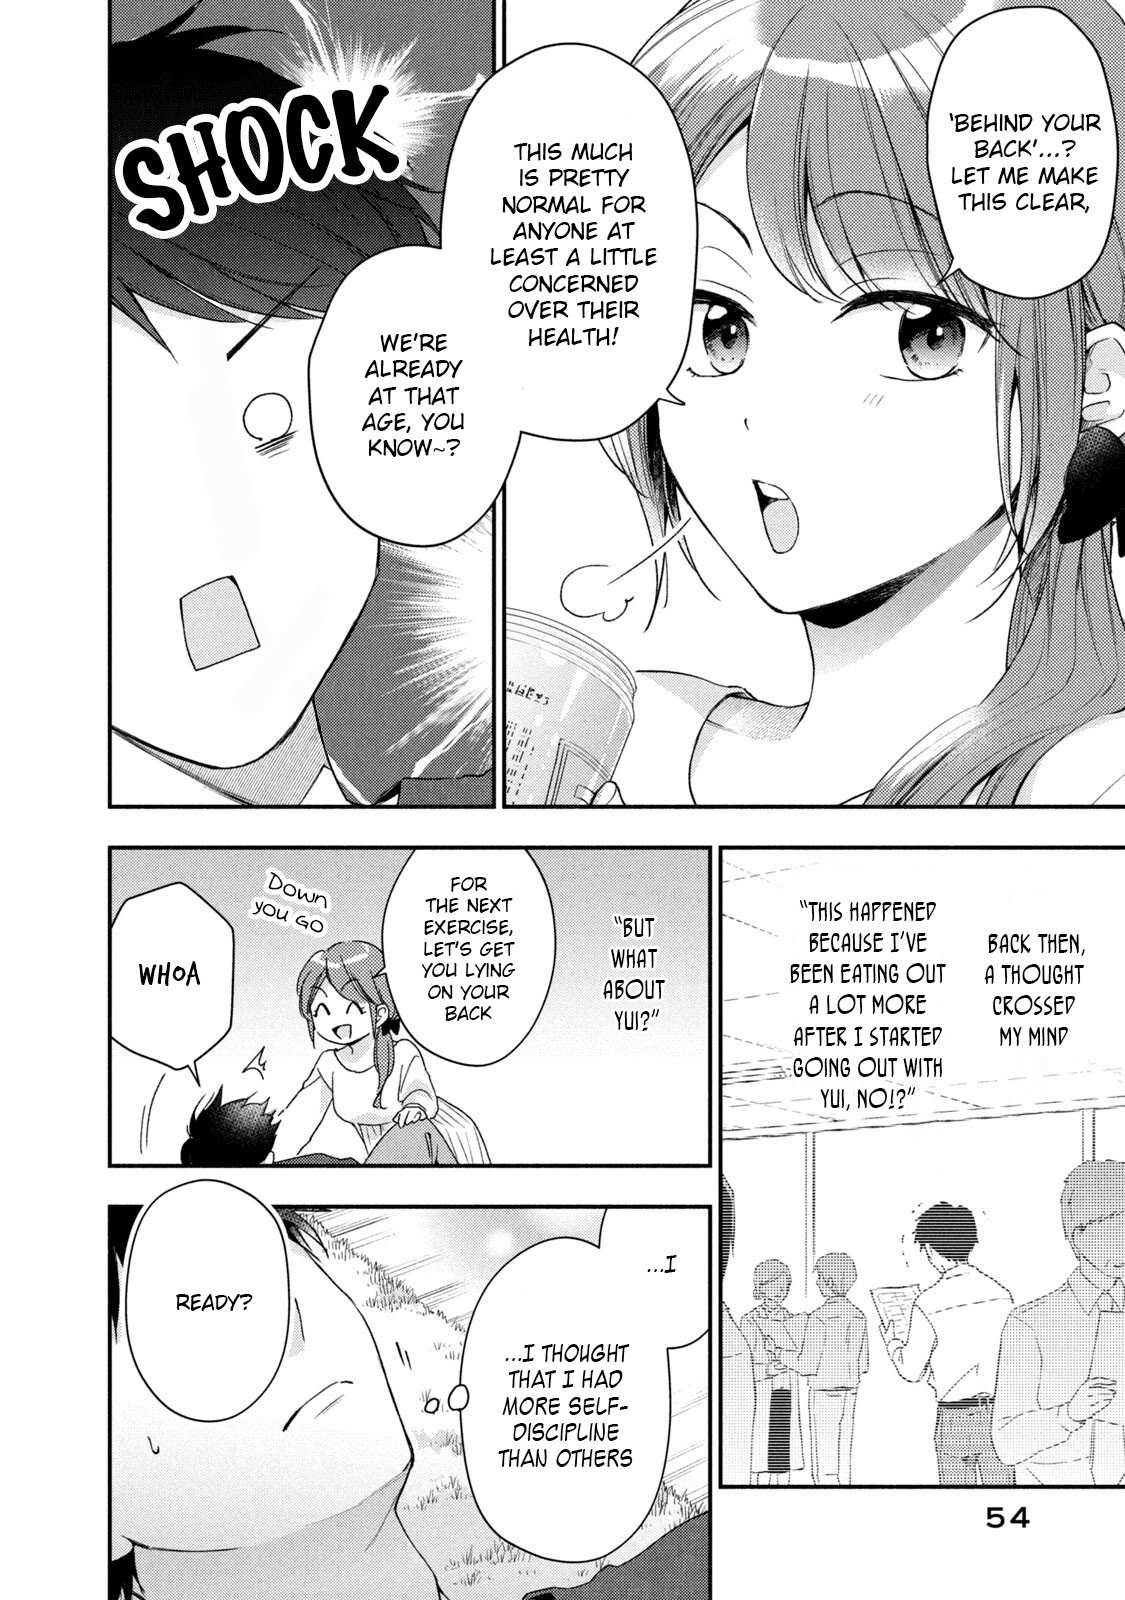 'BEHIND YOUR
BACK'...?
LET ME MAKE
THIS CLEAR,
THIS MUCH
IS PRETTY
NORMAL FOR
ANYONE AT
LEAST A LITTLE
CONCERNED
OVER THEIR
HEALTH!
WE'RE
ALREADY
AT THAT
AGE, YOU
KNOW~?
SHOCK
BACK THEN,
A THOUGHT
CROSSED
MY MIND
"THIS HAPPENED
BECAUSE I'VE
BEEN EATING OUT
A LOT MORE
AFTER I STARTED
GOING OUT WITH
YUI, NO!?"
"BUT
WHAT
ABOUT
YUI?"
FOR
THE NEXT
EXERCISE,
LET'S GET
YOU LYING
ON YOUR
BACK
Down
you go
WHOA
...I
...I THOUGHT
THAT I HAD
MORE SELF-
DISCIPLINE
THAN OTHERS
READY?
54